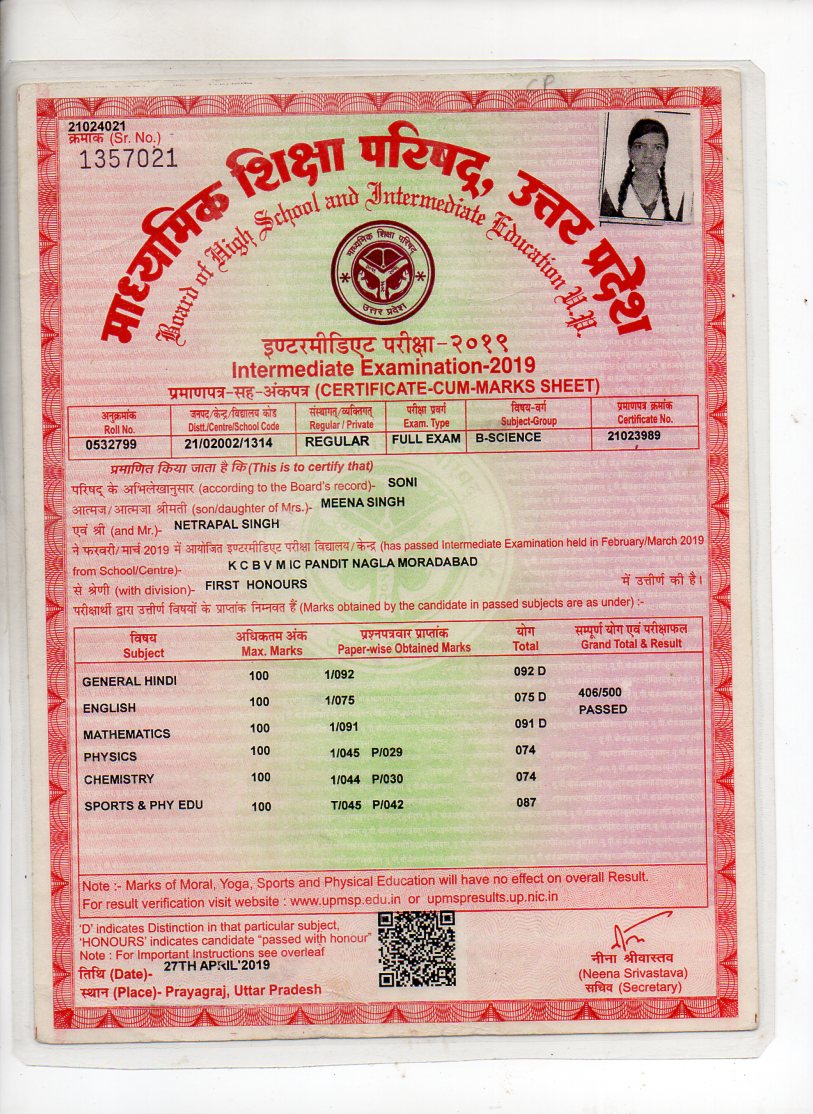 21024021
क्रमांक (Sr. No.)
1357021
माध्यमिक शिक्षा परिषद्, उत्तर प्रदेश
Board of High School and Intermediate Education U.P.
माध्यमिक शिक्षा परिषद्
उत्तर प्रदेश
इण्टरमीडिएट परीक्षा-२०१९
Intermediate Examination-2019
प्रमाणपत्र-सह-अंकपत्र (CERTIFICATE-CUM-MARKS SHEET)
अनुक्रमांक जनपद/केन्द्र/विद्यालय कोड संस्थागत/व्यक्तिगत परीक्षा प्रवर्ग विषय-वर्ग प्रमाणपत्र क्रमांक
Roll No. Distt./Centre/School Code Regular / Private Exam. Type Subject-Group Certificate No.
0532799 21/02002/1314 REGULAR FULL EXAM B-SCIENCE 21023989
प्रमाणित किया जाता है कि (This is to certify that)
परिषद् के अभिलेखानुसार (according to the Board's record)- SONI
आत्मज/आत्मजा श्रीमती (son/daughter of Mrs.)- MEENA SINGH
एवं श्री (and Mr.)- NETRAPAL SINGH
ने फरवरी/मार्च 2019 में आयोजित इण्टरमीडिएट परीक्षा विद्यालय/केन्द्र (has passed Intermediate Examination held in February/March 2019
from School/Centre)- K C B V M IC PANDIT NAGLA MORADABAD
से श्रेणी (with division)- FIRST HONOURS में उत्तीर्ण की है।
परीक्षार्थी द्वारा उत्तीर्ण विषयों के प्राप्तांक निम्नवत हैं (Marks obtained by the candidate in passed subjects are as under) :-
विषय अधिकतम अंक प्रश्नपत्रवार प्राप्तांक योग सम्पूर्ण योग एवं परीक्षाफल
Subject Max. Marks Paper-wise Obtained Marks Total Grand Total & Result
GENERAL HINDI 100 1/092 092 D
ENGLISH 100 1/075 075 D 406/500
PASSED
MATHEMATICS 100 1/091 091 D
PHYSICS 100 1/045 P/029 074
CHEMISTRY 100 1/044 P/030 074
SPORTS & PHY EDU 100 T/045 P/042 087
Note :- Marks of Moral, Yoga, Sports and Physical Education will have no effect on overall Result.
For result verification visit website : www.upmsp.edu.in or upmspresults.up.nic.in
'D' indicates Distinction in that particular subject,
'HONOURS' indicates candidate "passed with honour"
Note : For Important Instructions see overleaf
तिथि (Date)- 27TH APRIL'2019
स्थान (Place)- Prayagraj, Uttar Pradesh
नीना श्रीवास्तव
(Neena Srivastava)
सचिव (Secretary)